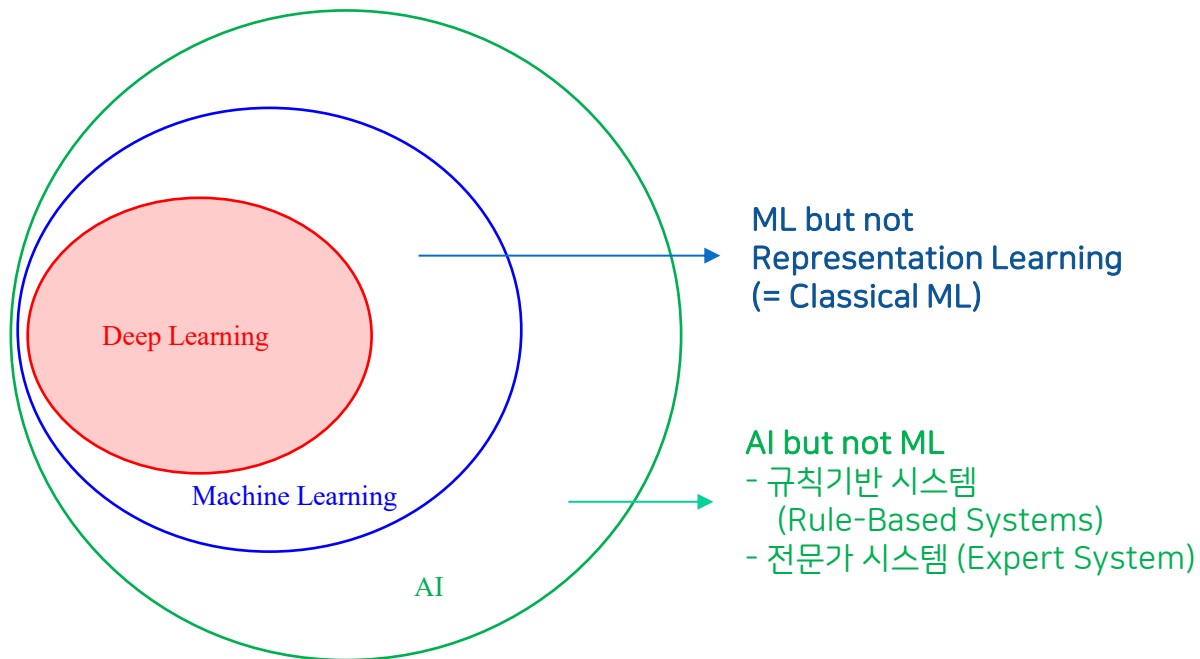 ML but not
Representation Learning
(= Classical ML)
Deep Learning
AI but not ML
- 규칙기반 시스템
Machine Learning
(Rule-Based Systems)
- 전문가 시스템 (Expert System)
AI